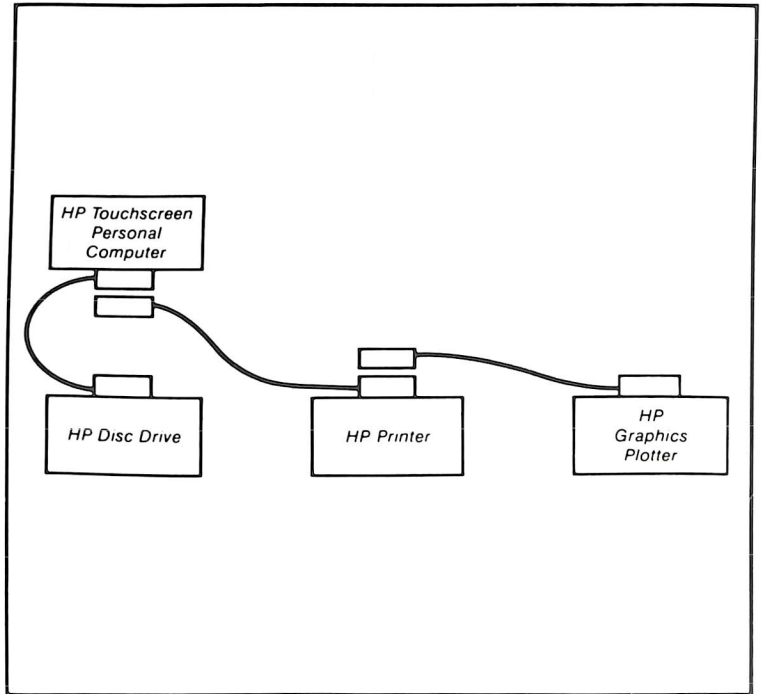 HP Touchscreen
Personal
Computer
HP Disc Drive
HP Printer
HP
Graphics
Plotter